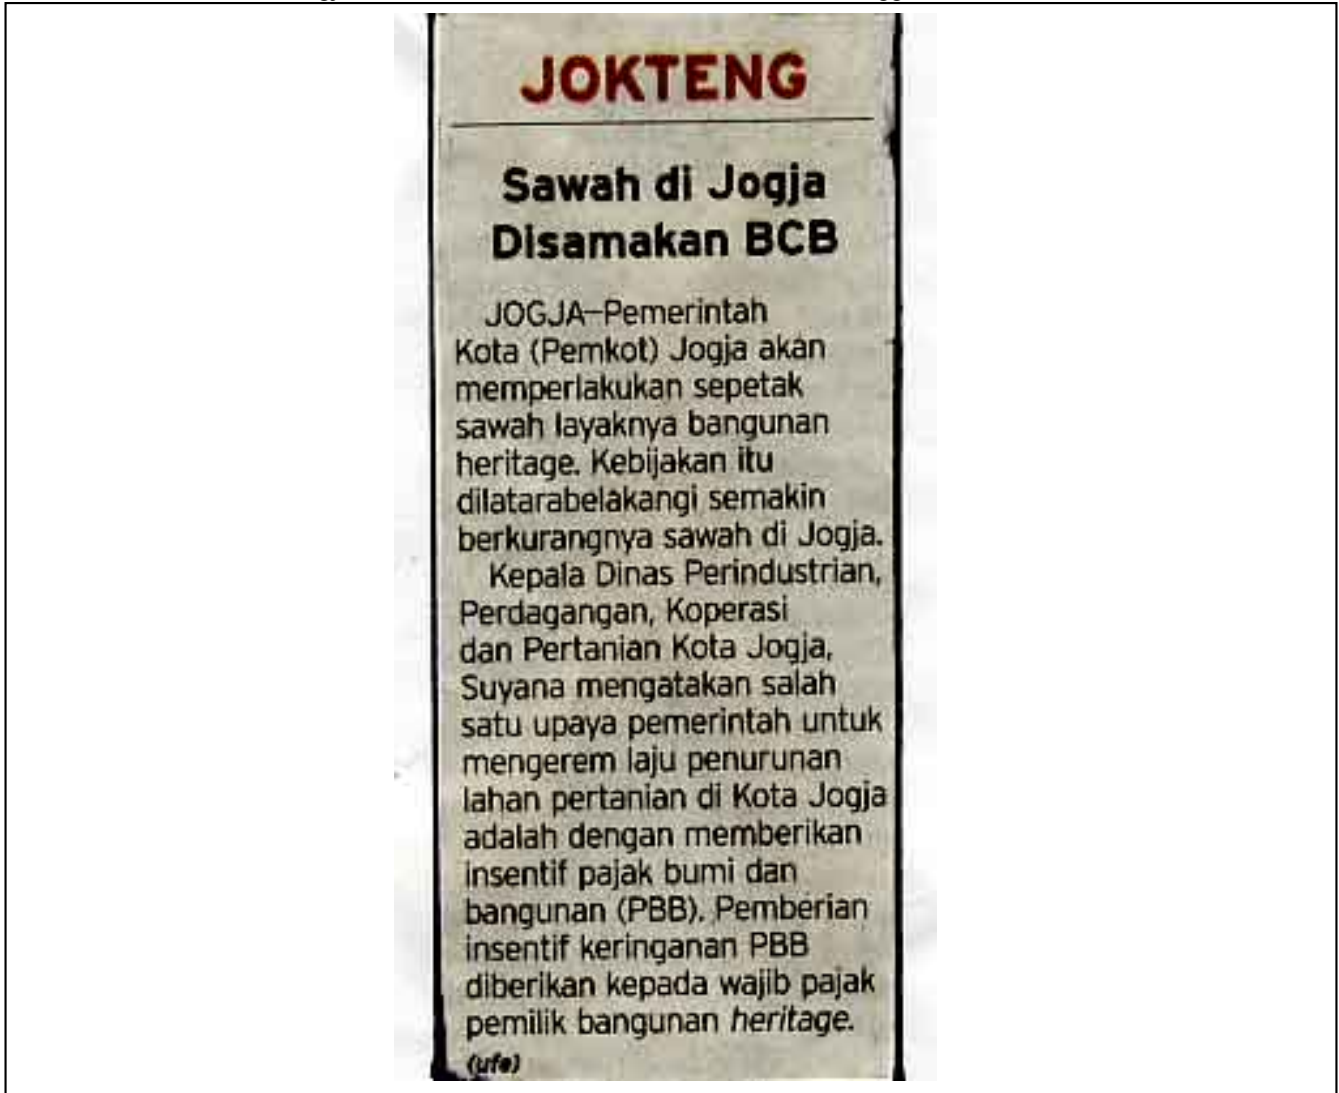 JOKTENG
Sawah di Jogja
Disamakan BCB
JOGJA–Pemerintah
Kota (Pemkot) Jogja akan
memperlakukan sepetak
sawah layaknya bangunan
heritage. Kebijakan itu
dilatarabelakangi semakin
berkurangnya sawah di Jogja.
Kepala Dinas Perindustrian,
Perdagangan, Koperasi
dan Pertanian Kota Jogja,
Suyana mengatakan salah
satu upaya pemerintah untuk
mengerem laju penurunan
lahan pertanian di Kota Jogja
adalah dengan memberikan
insentif pajak bumi dan
bangunan (PBB). Pemberian
insentif keringanan PBB
diberikan kepada wajib pajak
pemilik bangunan heritage.
(ufe)